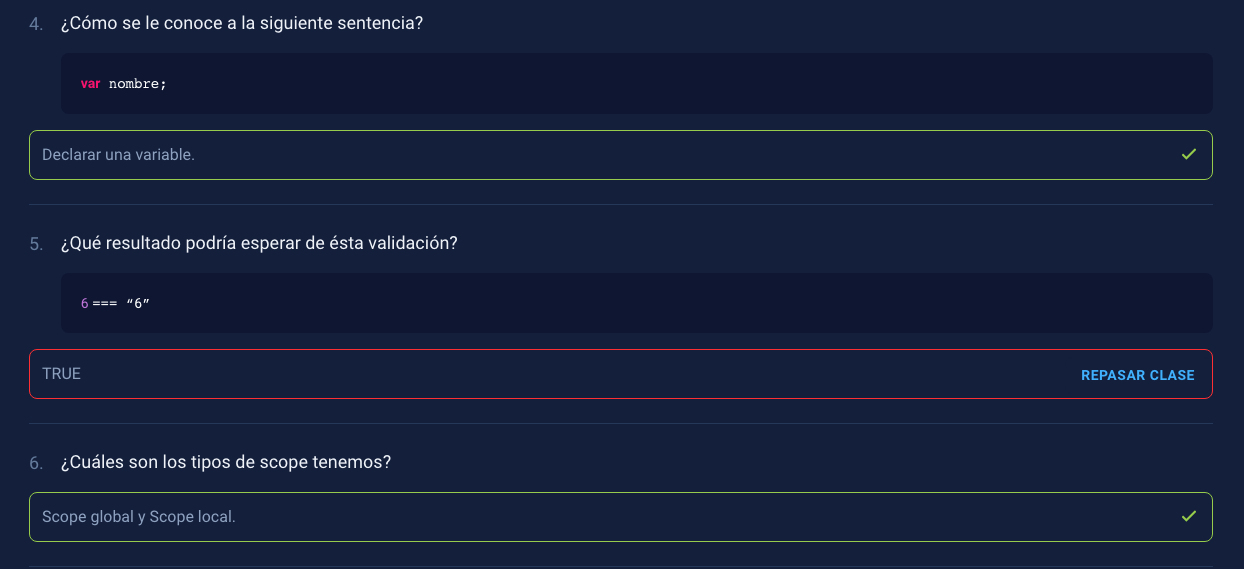 4. ¿Cómo se le conoce a la siguiente sentencia?
var nombre;
Declarar una variable.
5. ¿Qué resultado podría esperar de ésta validación?
6 === “6”
TRUE REPASAR CLASE
6. ¿Cuáles son los tipos de scope tenemos?
Scope global y Scope local.